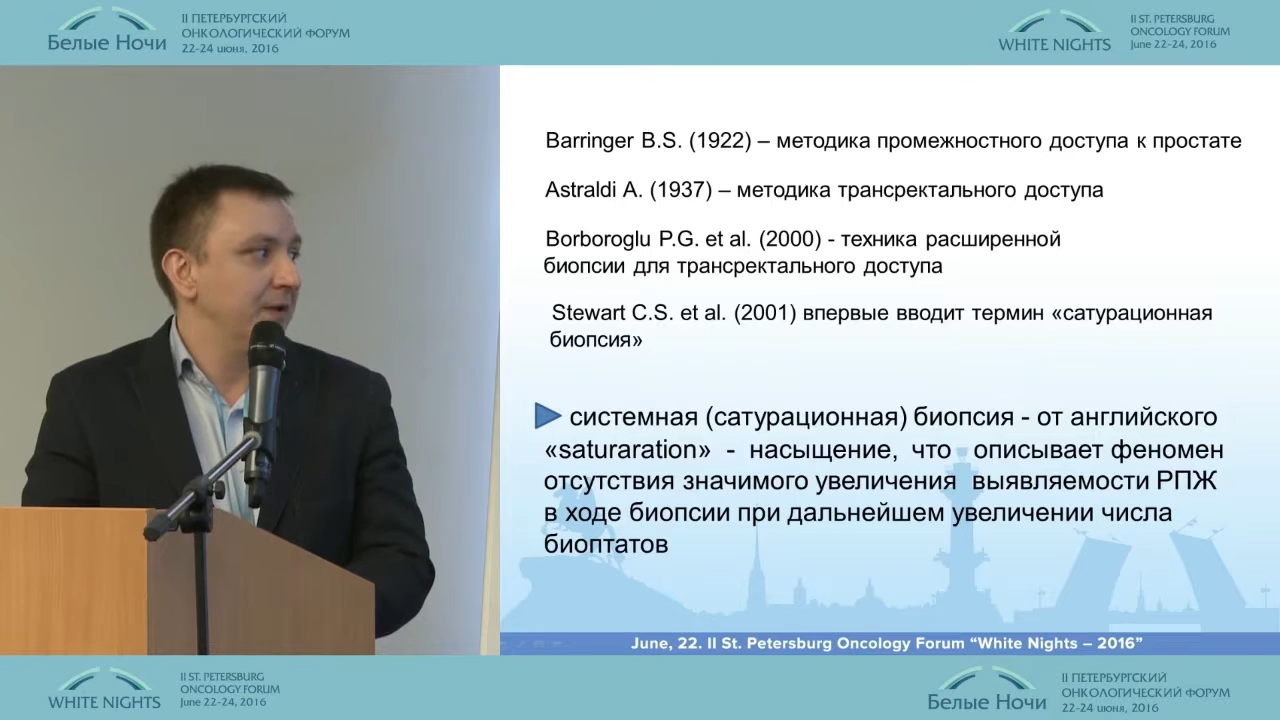 Белые Ночи
II ПЕТЕРБУРГСКИЙ
ОНКОЛОГИЧЕСКИЙ ФОРУМ
22-24 июня, 2016
WHITE NIGHTS
II ST. PETERSBURG
ONCOLOGY FORUM
June 22-24, 2016
Barringer B.S. (1922) – методика промежностного доступа к простате
Astraldi A. (1937) – методика трансректального доступа
Borboroglu P.G. et al. (2000) - техника расширенной
биопсии для трансректального доступа
Stewart C.S. et al. (2001) впервые вводит термин «сатурационная
биопсия»
системная (сатурационная) биопсия - от английского
«saturaration» - насыщение, что описывает феномен
отсутствия значимого увеличения выявляемости РПЖ
в ходе биопсии при дальнейшем увеличении числа
биоптатов
June, 22. II St. Petersburg Oncology Forum “White Nights – 2016”
WHITE NIGHTS
II ST. PETERSBURG
ONCOLOGY FORUM
June 22-24, 2016
Белые Ночи
II ПЕТЕРБУРГСКИЙ
ОНКОЛОГИЧЕСКИЙ ФОРУМ
22-24 июня, 2016